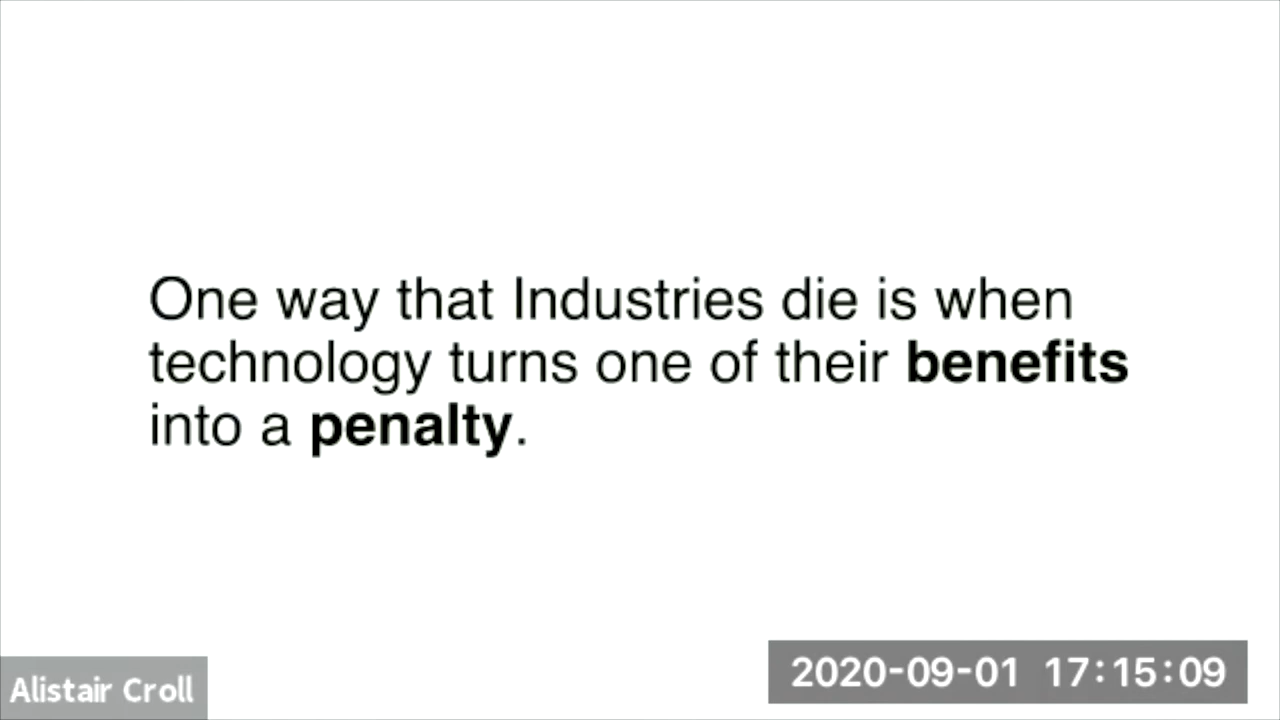 One way that Industries die is when
technology turns one of their benefits
into a penalty.
Alistair Croll
2020-09-01 17:15:09